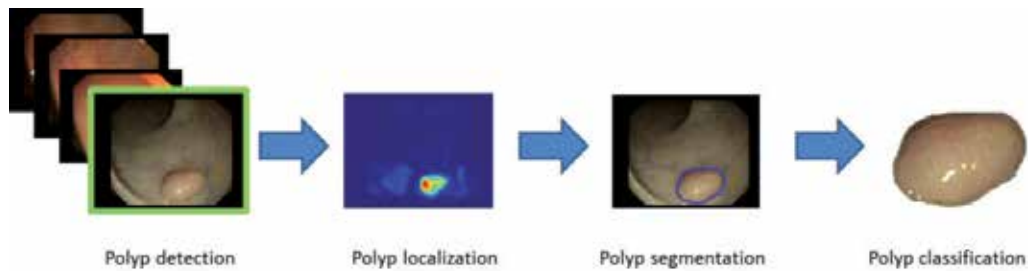 Polyp detection
Polyp localization
Polyp segmentation
Polyp classification